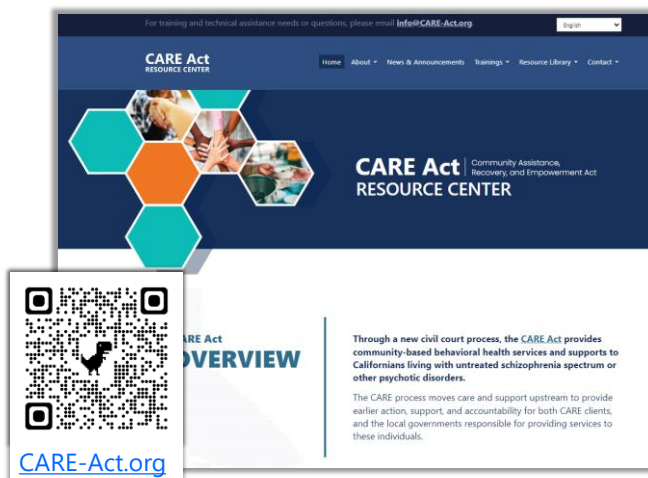 For training and technical assistance needs or questions, please email info@CARE-Act.org.
English
CARE Act
RESOURCE CENTER
Home About News & Announcements Trainings Resource Library Contact
CARE Act Community Assistance,
Recovery, and Empowerment Act
RESOURCE CENTER
ARE Act
OVERVIEW
Through a new civil court process, the CARE Act provides
community-based behavioral health services and supports to
Californians living with untreated schizophrenia spectrum or
other psychotic disorders.
The CARE process moves care and support upstream to provide
earlier action, support, and accountability for both CARE clients,
and the local governments responsible for providing services to
these individuals.
CARE-Act.org